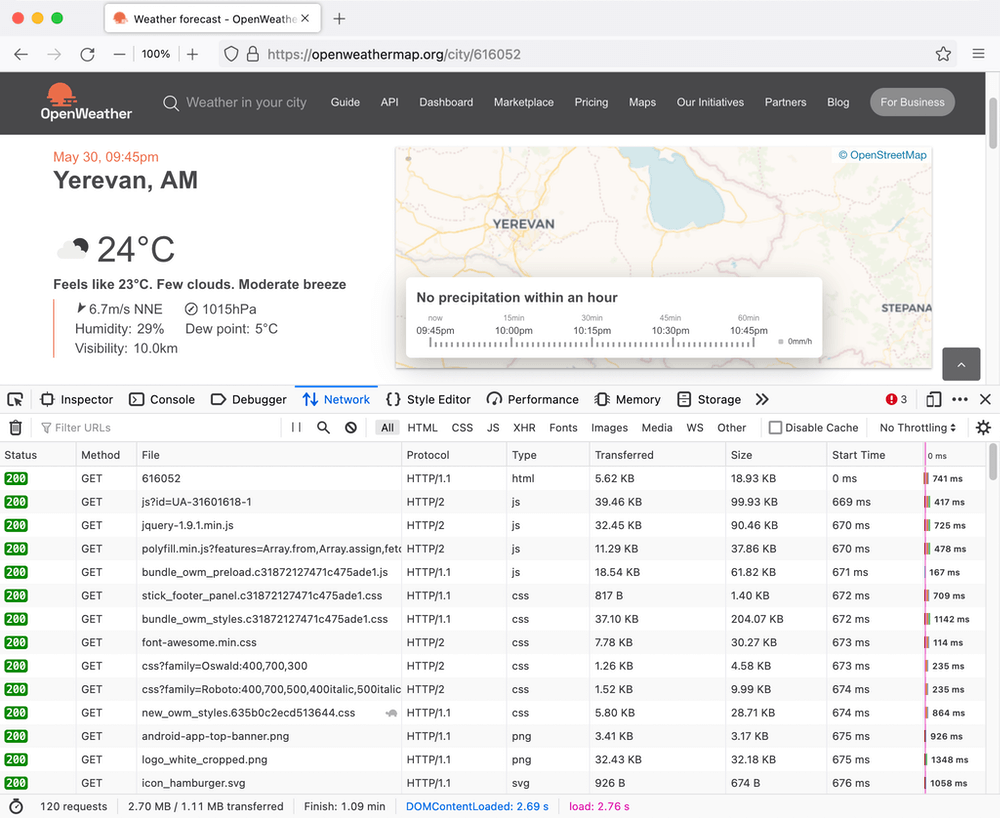 Weather forecast - OpenWeathe
100%
https://openweathermap.org/city/616052
OpenWeather
Weather in your city
Guide API Dashboard Marketplace Pricing Maps Our Initiatives Partners Blog For Business
May 30, 09:45pm
Yerevan, AM
24°C
Feels like 23°C. Few clouds. Moderate breeze
6.7m/s NNE 1015hPa
Humidity: 29% Dew point: 5°C
Visibility: 10.0km
© OpenStreetMap
YEREVAN
STEPANA
No precipitation within an hour
now 15min 30min 45min 60min
09:45pm 10:00pm 10:15pm 10:30pm 10:45pm
0mm/h
Inspector Console Debugger Network Style Editor Performance Memory Storage 3
Filter URLs All HTML CSS JS XHR Fonts Images Media WS Other Disable Cache No Throttling
Status Method File Protocol Type Transferred Size Start Time 0 ms
200 GET 616052 HTTP/1.1 html 5.62 KB 18.93 KB 0 ms 741 ms
200 GET js?id=UA-31601618-1 HTTP/2 js 39.46 KB 99.93 KB 669 ms 417 ms
200 GET jquery-1.9.1.min.js HTTP/2 js 32.45 KB 90.46 KB 670 ms 725 ms
200 GET polyfill.min.js?features=Array.from,Array.assign,fetc HTTP/2 js 11.29 KB 37.86 KB 670 ms 478 ms
200 GET bundle_owm_preload.c31872127471c475ade1.js HTTP/1.1 js 18.54 KB 61.82 KB 671 ms 167 ms
200 GET stick_footer_panel.c31872127471c475ade1.css HTTP/1.1 css 817 B 1.40 KB 672 ms 709 ms
200 GET bundle_owm_styles.c31872127471c475ade1.css HTTP/1.1 css 37.10 KB 204.07 KB 672 ms 1142 ms
200 GET font-awesome.min.css HTTP/2 css 7.78 KB 30.27 KB 673 ms 114 ms
200 GET css?family=Oswald:400,700,300 HTTP/2 css 1.26 KB 4.58 KB 673 ms 235 ms
200 GET css?family=Roboto:400,700,500,400italic,500italic HTTP/2 css 1.52 KB 9.99 KB 674 ms 235 ms
200 GET new_owm_styles.635b0c2ecd513644.css HTTP/1.1 css 5.80 KB 28.71 KB 674 ms 864 ms
200 GET android-app-top-banner.png HTTP/1.1 png 3.41 KB 3.17 KB 675 ms 926 ms
200 GET logo_white_cropped.png HTTP/1.1 png 32.43 KB 32.18 KB 675 ms 1348 ms
200 GET icon_hamburger.svg HTTP/1.1 svg 926 B 674 B 676 ms 1058 ms
120 requests 2.70 MB / 1.11 MB transferred Finish: 1.09 min DOMContentLoaded: 2.69 s load: 2.76 s